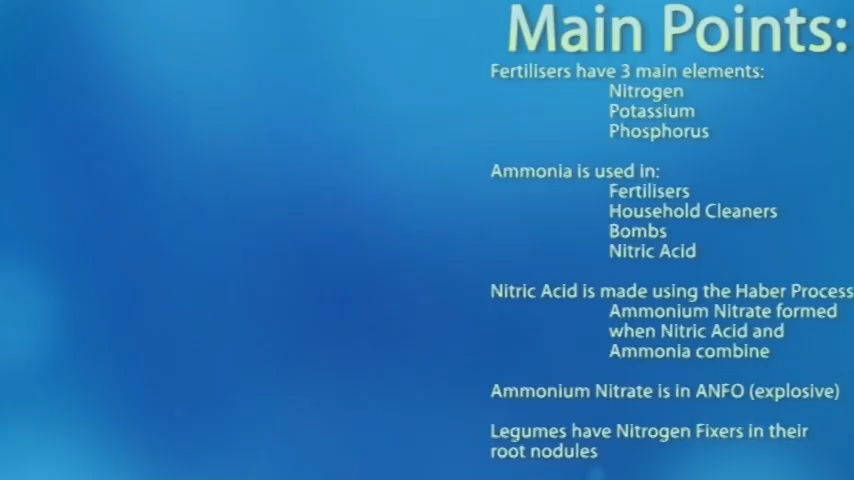 Main Points:
Fertilisers have 3 main elements:
Nitrogen
Potassium
Phosphorus
Ammonia is used in:
Fertilisers
Household Cleaners
Bombs
Nitric Acid
Nitric Acid is made using the Haber Process
Ammonium Nitrate formed
when Nitric Acid and
Ammonia combine
Ammonium Nitrate is in ANFO (explosive)
Legumes have Nitrogen Fixers in their
root nodules